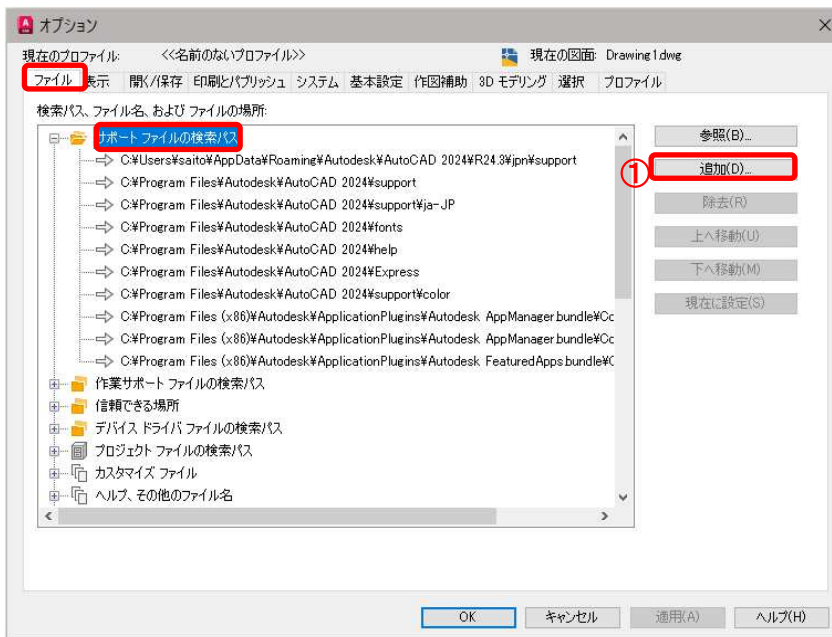 オプション
現在のプロファイル: <<名前のないプロファイル>> 現在の図面: Drawing1.dwg
ファイル 表示 開く/保存 印刷とパブリッシュ システム 基本設定 作図補助 3D モデリング 選択 プロファイル
検索パス、ファイル名、および ファイルの場所:
サポート ファイルの検索パス
C:¥Users¥saito¥AppData¥Roaming¥Autodesk¥AutoCAD 2024¥R24.3¥jpn¥support
C:¥Program Files¥Autodesk¥AutoCAD 2024¥support
C:¥Program Files¥Autodesk¥AutoCAD 2024¥support¥ja-JP
C:¥Program Files¥Autodesk¥AutoCAD 2024¥fonts
C:¥Program Files¥Autodesk¥AutoCAD 2024¥help
C:¥Program Files¥Autodesk¥AutoCAD 2024¥Express
C:¥Program Files¥Autodesk¥AutoCAD 2024¥support¥color
C:¥Program Files (x86)¥Autodesk¥ApplicationPlugins¥Autodesk AppManager.bundle¥Cc
C:¥Program Files (x86)¥Autodesk¥ApplicationPlugins¥Autodesk AppManager.bundle¥Cc
C:¥Program Files (x86)¥Autodesk¥ApplicationPlugins¥Autodesk FeaturedApps.bundle¥C
作業サポート ファイルの検索パス
信頼できる場所
デバイス ドライバ ファイルの検索パス
プロジェクト ファイルの検索パス
カスタマイズ ファイル
ヘルプ、その他のファイル名
参照(B)...
① 追加(D)...
除去(R)
上へ移動(U)
下へ移動(M)
現在に設定(S)
OK キャンセル 適用(A) ヘルプ(H)